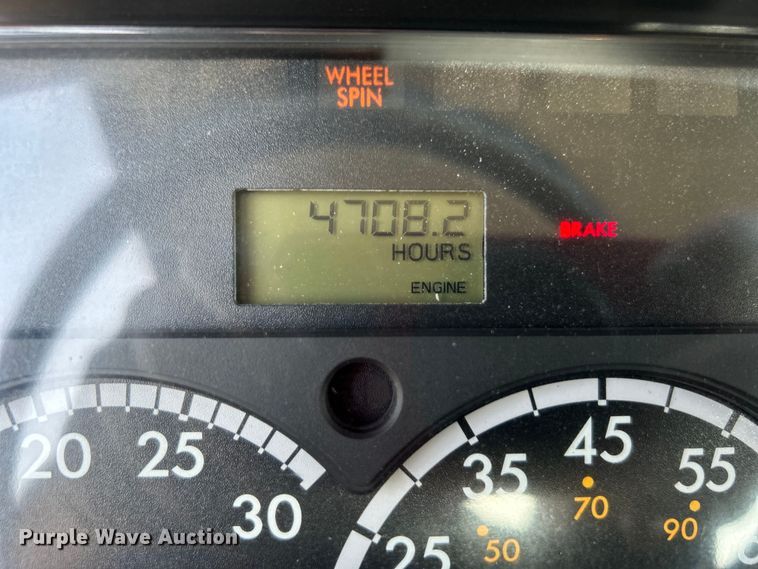 WHEEL
SPIN
4708.2
HOURS
BRAKE
ENGINE
20 25 30
25 35 45 55
50 70 90
Purple Wave Auction